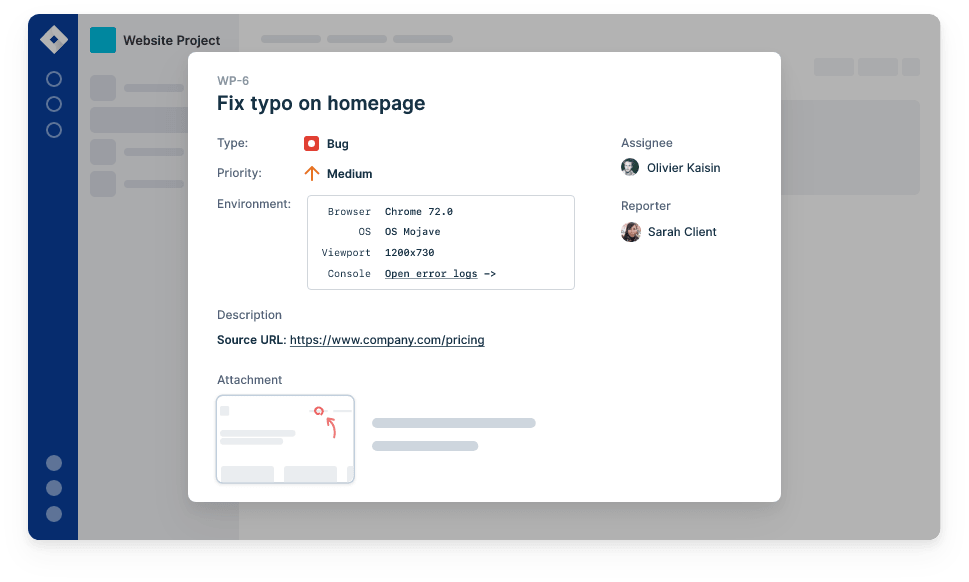 Website Project
WP-6
Fix typo on homepage
Type: Bug
Priority: Medium
Environment:
Browser Chrome 72.0
OS OS Mojave
Viewport 1200x730
Console Open error logs ->
Assignee
Olivier Kaisin
Reporter
Sarah Client
Description
Source URL: https://www.company.com/pricing
Attachment